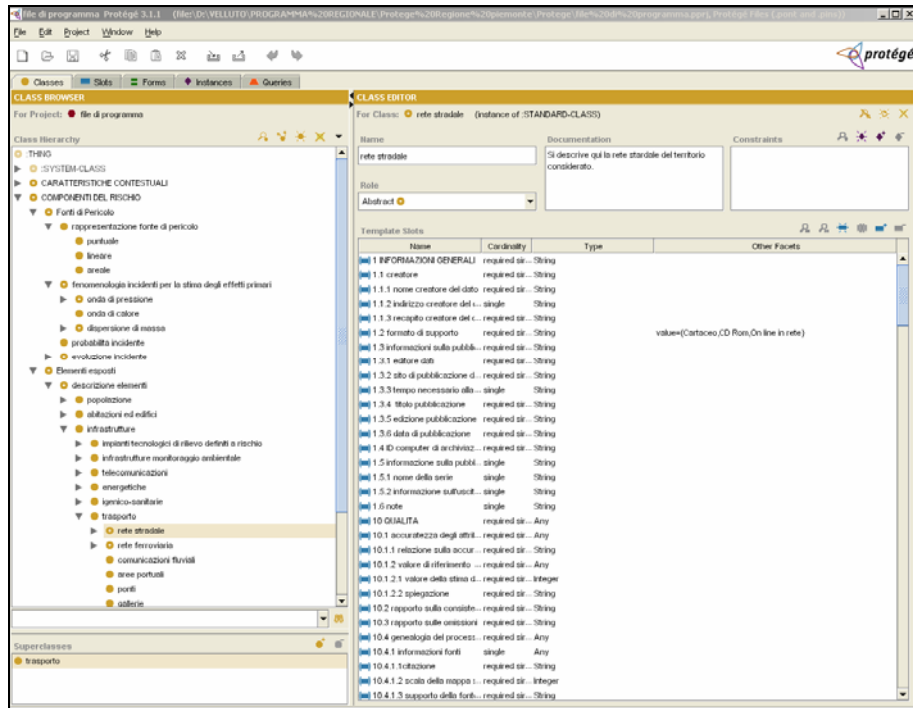 file di programma Protégé 3.1.1 (file:\D:\VELLUTO\PROGRAMMA%20REGIONALE\Protege%20Regione%20piemonte\Protege\file%20di%20programma.pprj, Protégé Files (.pont and .pins))
File Edit Project Window Help
protégé
Classes Slots Forms Instances Queries
CLASS BROWSER
For Project: file di programma
Class Hierarchy
:THING
:SYSTEM-CLASS
CARATTERISTICHE CONTESTUALI
COMPONENTI DEL RISCHIO
Fonti di Pericolo
rappresentazione fonte di pericolo
puntuale
lineare
areale
fenomenologia incidenti per la stima degli effetti primari
onda di pressione
onda di calore
dispersione di massa
probabilita incidente
evoluzione incidente
Elementi esposti
descrizione elementi
popolazione
abitazioni ed edifici
infrastrutture
impianti tecnologici di rilievo definiti a rischio
infrastrutture monitoraggio ambientale
telecomunicazioni
energetiche
igenico-sanitarie
trasporto
rete stradale
rete ferroviaria
comunicazioni fluviali
aree portuali
ponti
gallerie
Superclasses
trasporto
CLASS EDITOR
For Class: rete stradale (instance of :STANDARD-CLASS)
Name Documentation Constraints
rete stradale
Si descrive qui la rete stardale del territorio
considerato.
Role
Abstract
Template Slots
Name Cardinality Type Other Facets
1 INFORMAZIONI GENERALI required sir... String
1.1 creatore required sir... String
1.1.1 nome creatore del dato required sir... String
1.1.2 indirizzo creatore del c... single String
1.1.3 recapito creatore del c... required sir... String
1.2 formato di supporto required sir... String value={Cartaceo,CD Rom,On line in rete}
1.3 informazioni sulla pubbli... required sir... String
1.3.1 editore dati required sir... String
1.3.2 sito di pubblicazione d... required sir... String
1.3.3 tempo necessario alla ... single String
1.3.4 titolo pubblicazione required sir... String
1.3.5 edizione pubblicazione required sir... String
1.3.6 data di pubblicazione required sir... String
1.4 ID computer di archiviaz... required sir... String
1.5 informazione sulla pubbl... single String
1.5.1 nome della serie single String
1.5.2 informazione sull'uscit... single String
1.6 note single String
10 QUALITA required sir... Any
10.1 accuratezza degli attri... required sir... Any
10.1.1 relazione sulla accur... required sir... String
10.1.2 valore di riferimento ... required sir... Any
10.1.2.1 valore della stima d... required sir... Integer
10.1.2.2 spiegazione required sir... String
10.2 rapporto sulla consiste... required sir... String
10.3 rapporto sulle omissioni required sir... String
10.4 genealogia del process... required sir... Any
10.4.1 informazioni fonti single Any
10.4.1.1citazione required sir... String
10.4.1.2 scala della mappa s... required sir... Integer
10.4.1.3 supporto della font... required sir... String